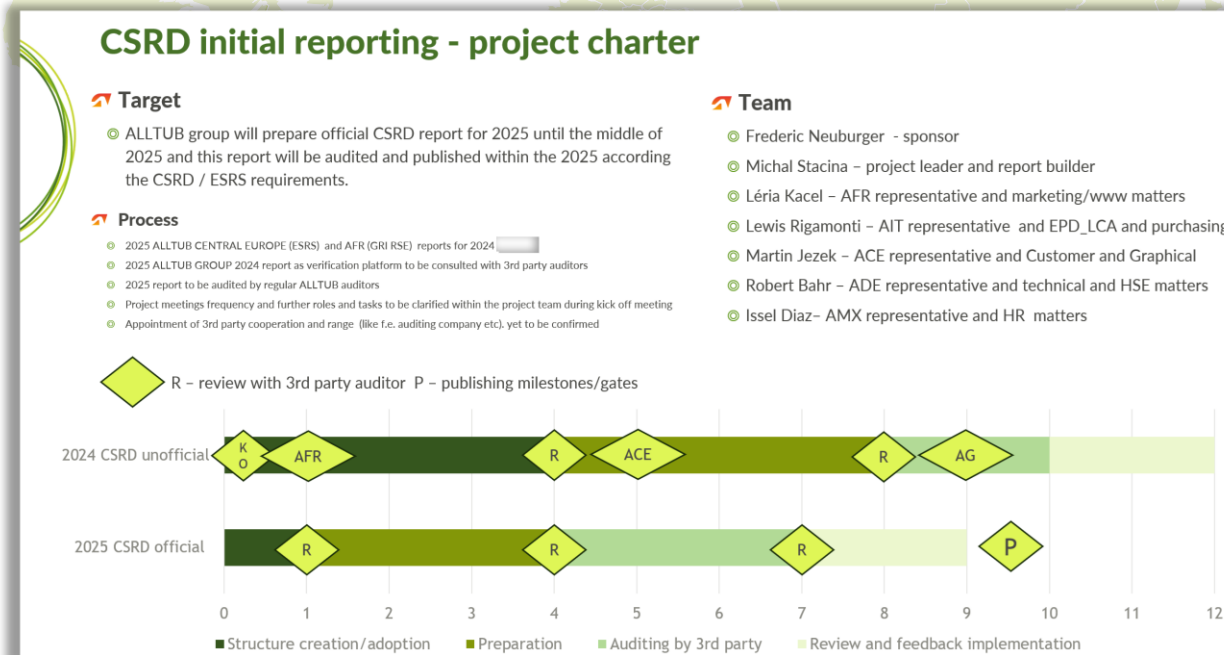 CSRD initial reporting - project charter
Target
ALLTUB group will prepare official CSRD report for 2025 until the middle of
2025 and this report will be audited and published within the 2025 according
the CSRD / ESRS requirements.
Process
2025 ALLTUB CENTRAL EUROPE (ESRS) and AFR (GRI RSE) reports for 2024
2025 ALLTUB GROUP 2024 report as verification platform to be consulted with 3rd party auditors
2025 report to be audited by regular ALLTUB auditors
Project meetings frequency and further roles and tasks to be clarified within the project team during kick off meeting
Appointment of 3rd party cooperation and range (like f.e. auditing company etc). yet to be confirmed
Team
Frederic Neuburger - sponsor
Michal Stacina – project leader and report builder
Léria Kacel – AFR representative and marketing/www matters
Lewis Rigamonti – AIT representative and EPD_LCA and purchasing
Martin Jezek – ACE representative and Customer and Graphical
Robert Bahr – ADE representative and technical and HSE matters
Issel Diaz– AMX representative and HR matters
R – review with 3rd party auditor P – publishing milestones/gates
2024 CSRD unofficial
K
O
AFR
R
ACE
R
AG
2025 CSRD official
R
R
R
P
0 1 2 3 4 5 6 7 8 9 10 11 12
Structure creation/adoption Preparation Auditing by 3rd party Review and feedback implementation